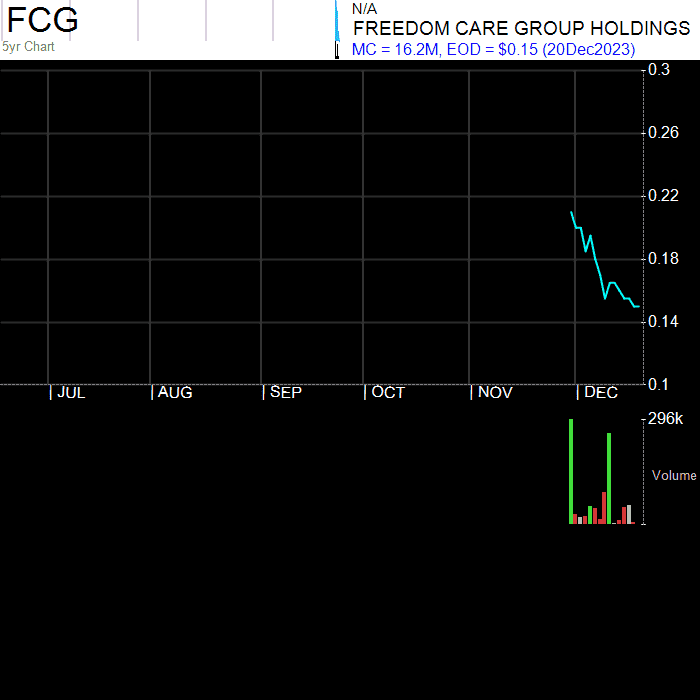 FCG
5yr Chart
N/A
FREEDOM CARE GROUP HOLDINGS
MC = 16.2M, EOD = $0.15 (20Dec2023)
0.3
0.26
0.22
0.18
0.14
0.1
| JUL | AUG | SEP | OCT | NOV | DEC
296k
Volume